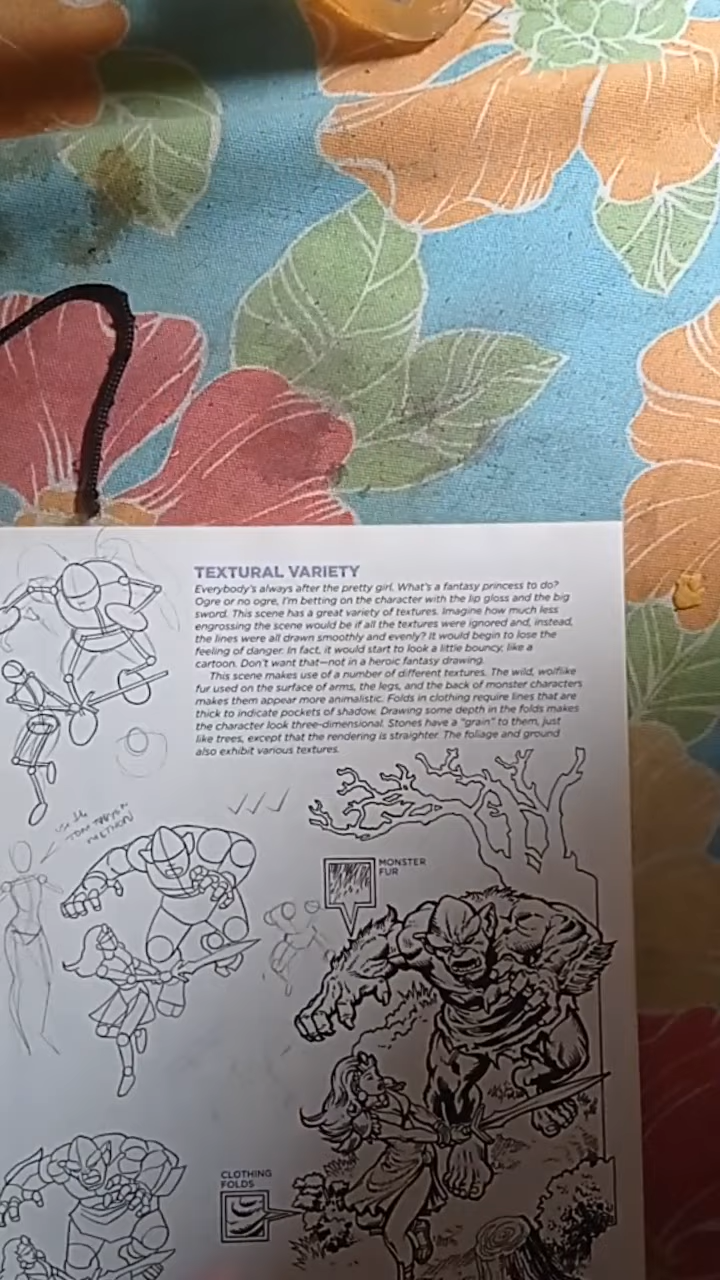 TEXTURAL VARIETY
Everybody's always after the pretty girl. What's a fantasy princess to do?
Ogre or no ogre, I'm betting on the character with the lip gloss and the big
sword. This scene has a great variety of textures. Imagine how much less
engrossing the scene would be if all the textures were ignored and, instead,
the lines were all drawn smoothly and evenly? It would begin to lose the
feeling of danger. In fact, it would start to look a little bouncy, like a
cartoon. Don't want that—not in a heroic fantasy drawing.
This scene makes use of a number of different textures. The wild, wolflike
fur used on the surface of arms, the legs, and the back of monster characters
makes them appear more animalistic. Folds in clothing require lines that are
thick to indicate pockets of shadow. Drawing some depth in the folds makes
the character look three-dimensional. Stones have a "grain" to them, just
like trees, except that the rendering is straighter. The foliage and ground
also exhibit various textures.
MONSTER
FUR
CLOTHING
FOLDS